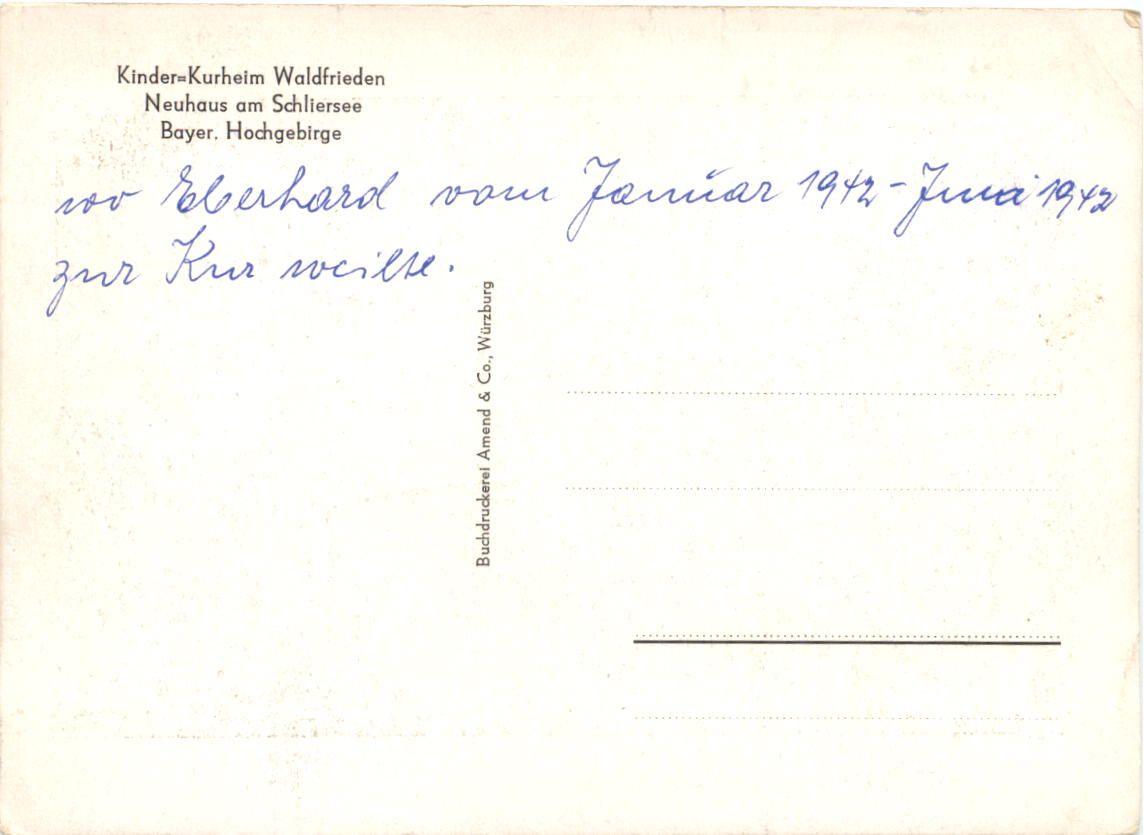 Kinder=Kurheim Waldfrieden
Neuhaus am Schliersee
Bayer. Hochgebirge
wo Eberhard vom Januar 1942 - Juni 1942
zur Kur weilte.
Buchdruckerei Amend & Co., Würzburg